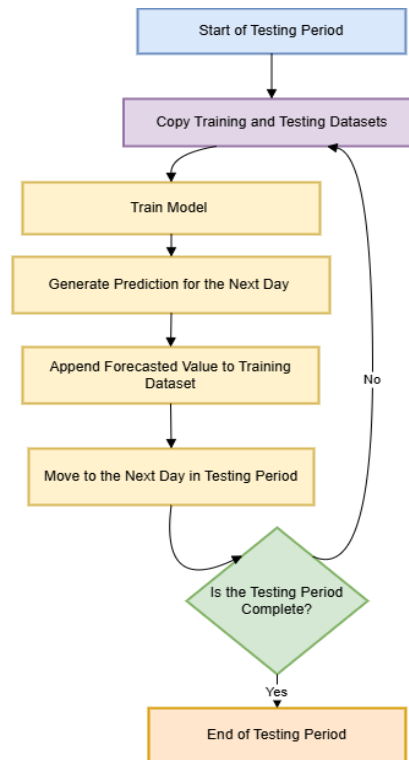 Start of Testing Period
Copy Training and Testing Datasets
Train Model
Generate Prediction for the Next Day
Append Forecasted Value to Training
Dataset
No
Move to the Next Day in Testing Period
Is the Testing Period
Complete?
Yes
End of Testing Period